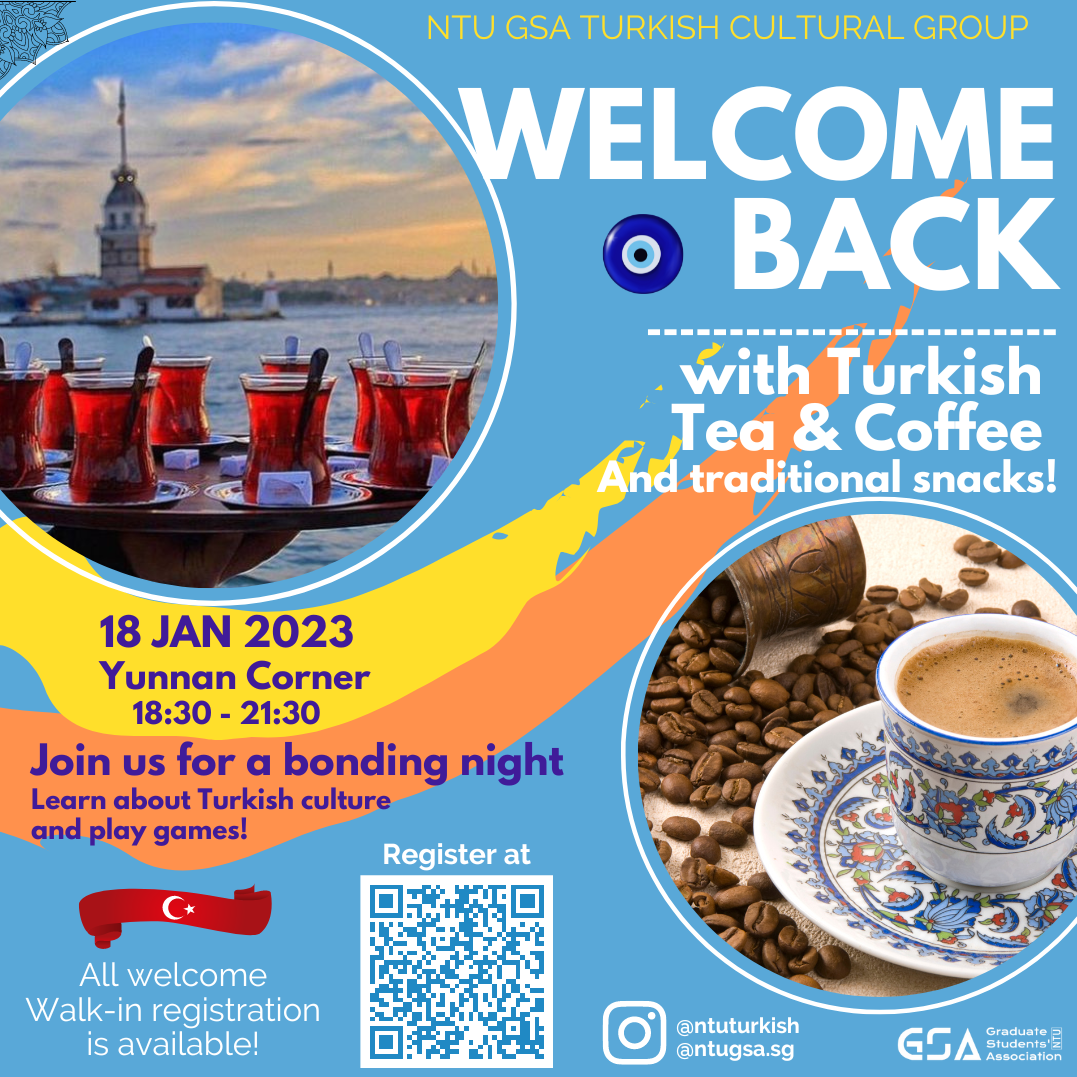 NTU GSA TURKISH CULTURAL GROUP
WELCOME
BACK
---------------------------
with Turkish
Tea & Coffee
And traditional snacks!
18 JAN 2023
Yunnan Corner
18:30 - 21:30
Join us for a bonding night
Learn about Turkish culture
and play games!
Register at
All welcome
Walk-in registration
is available!
@ntuturkish
@ntugsa.sg
GSA
Graduate
Students'
Association
NTU